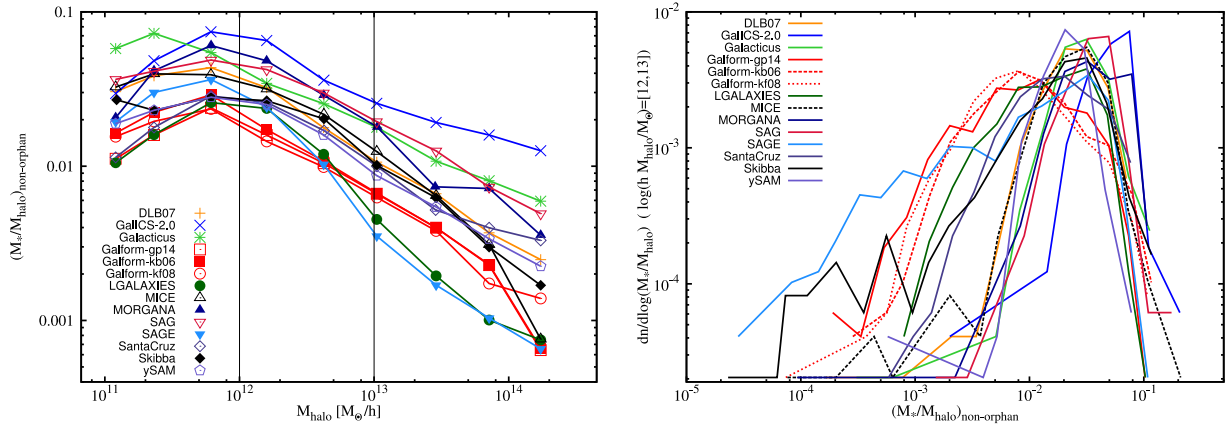 (M*/Mhalo)non-orphan
0.1
0.01
0.001
DLB07
GalICS-2.0
Galacticus
Galform-gp14
Galform-kb06
Galform-kf08
LGALAXIES
MICE
MORGANA
SAG
SAGE
SantaCruz
Skibba
ySAM
10^11
10^12
10^13
10^14
Mhalo [M⊙/h]
dn/dlog(M*/Mhalo) ( log(h Mhalo/M⊙)=[12,13])
10^-2
10^-3
10^-4
DLB07
GalICS-2.0
Galacticus
Galform-gp14
Galform-kb06
Galform-kf08
LGALAXIES
MICE
MORGANA
SAG
SAGE
SantaCruz
Skibba
ySAM
10^-5
10^-4
10^-3
10^-2
10^-1
(M*/Mhalo)non-orphan